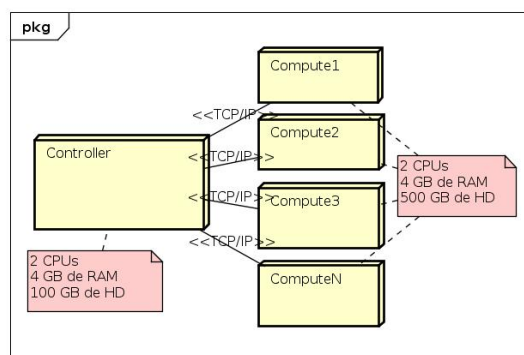 pkg
Compute1
<<TCP/IP>>
Compute2
Controller
<<TCP/IP>>
2 CPUs
4 GB de RAM
500 GB de HD
Compute3
<<TCP/IP>>
<<TCP/IP>>
2 CPUs
4 GB de RAM
100 GB de HD
ComputeN